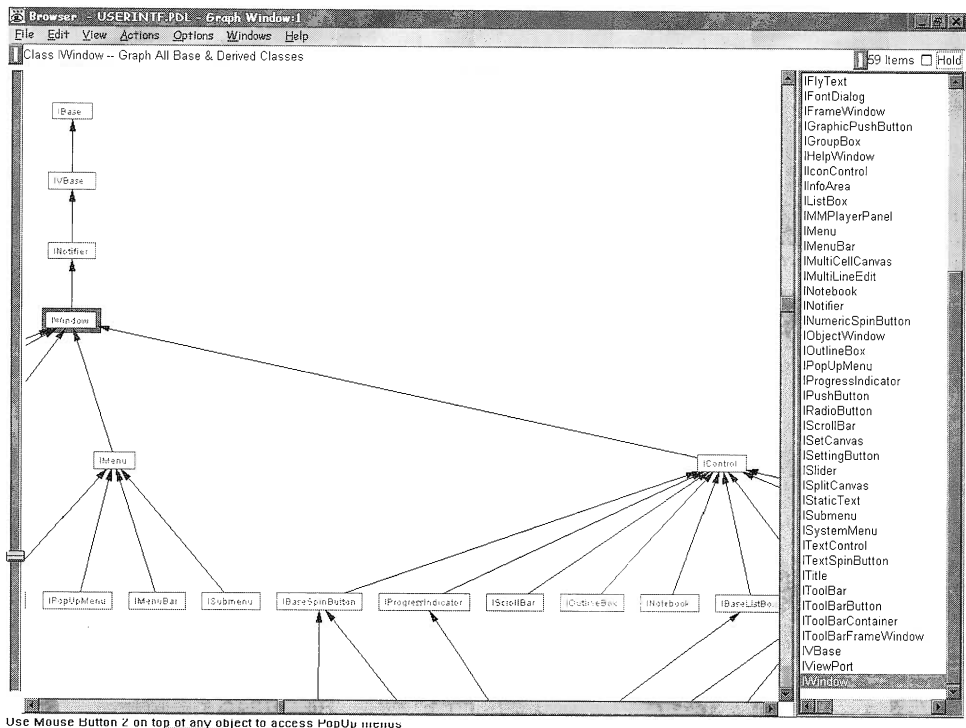 Browser - USERINTF.PDL - Graph Window:1
File Edit View Actions Options Windows Help
Class IWindow -- Graph All Base & Derived Classes
59 Items Hold
IBase
IVBase
INotifier
IWindow
IMenu
IControl
IPopUpMenu
IMenuBar
ISubmenu
IBaseSpinButton
IProgressIndicator
IScrollBar
IOutlineBox
INotebook
IBaseListBo
IFlyText
IFontDialog
IFrameWindow
IGraphicPushButton
IGroupBox
IHelpWindow
IIconControl
IInfoArea
IListBox
IMMPlayerPanel
IMenu
IMenuBar
IMultiCellCanvas
IMultiLineEdit
INotebook
INotifier
INumericSpinButton
IObjectWindow
IOutlineBox
IPopUpMenu
IProgressIndicator
IPushButton
IRadioButton
IScrollBar
ISetCanvas
ISettingButton
ISlider
ISplitCanvas
IStaticText
ISubmenu
ISystemMenu
ITextControl
ITextSpinButton
ITitle
IToolBar
IToolBarButton
IToolBarContainer
IToolBarFrameWindow
IVBase
IViewPort
IWindow
Use Mouse Button 2 on top of any object to access PopUp menus